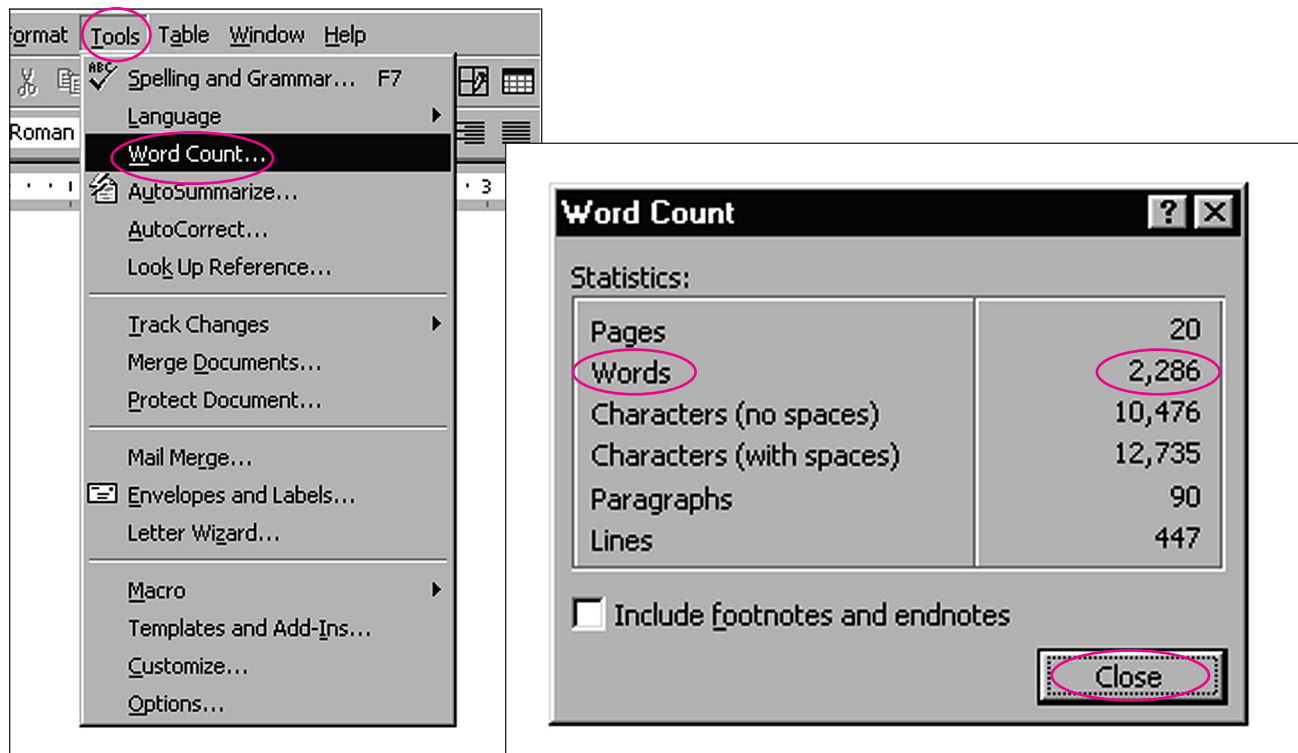 ormat Tools Table Window Help
ABC Spelling and Grammar... F7
Language
Roman
Word Count...
AutoSummarize...
3
AutoCorrect...
Look Up Reference...
Track Changes
Merge Documents...
Protect Document...
Mail Merge...
Envelopes and Labels...
Letter Wizard...
Macro
Templates and Add-Ins...
Customize...
Options...
Word Count
Statistics:
Pages 20
Words 2,286
Characters (no spaces) 10,476
Characters (with spaces) 12,735
Paragraphs 90
Lines 447
Include footnotes and endnotes
Close